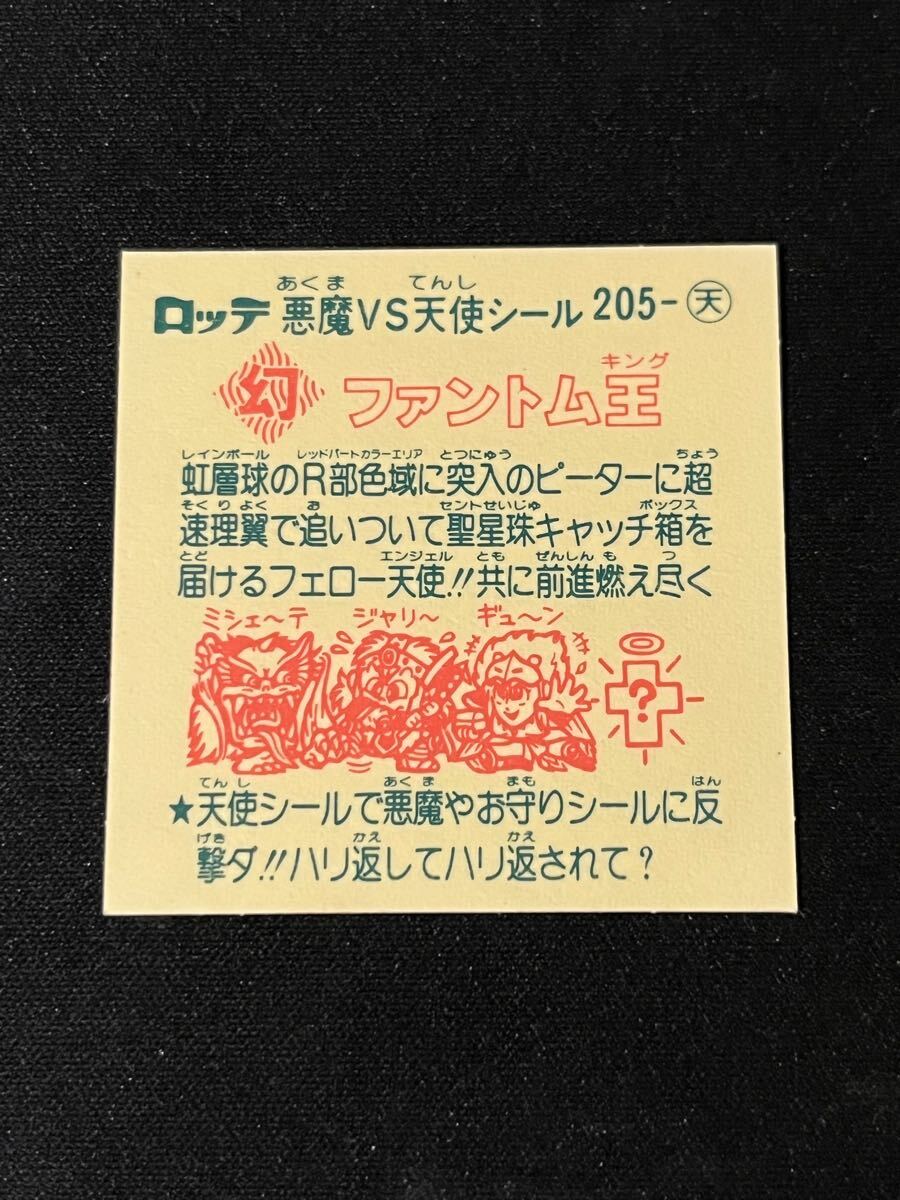 あくま てんし
ロッテ 悪魔VS天使シール 205-天
キング
幻 ファントム王
レインボール レッドパートカラーエリア とつにゅう ちょう
虹層球のR部色域に突入のピーターに超
そくりよく お セントせいじゅ ボックス
速理翼で追いついて聖星珠キャッチ箱を
とど エンジェル とも ぜんしんも つ
届けるフェロー天使!!共に前進燃え尽く
ミシェ〜テ ジャリ〜 ギュ〜ン
?
てんし あくま まも はん
★天使シールで悪魔やお守りシールに反
げき かえ かえ
撃ダ!!ハリ返してハリ返されて?